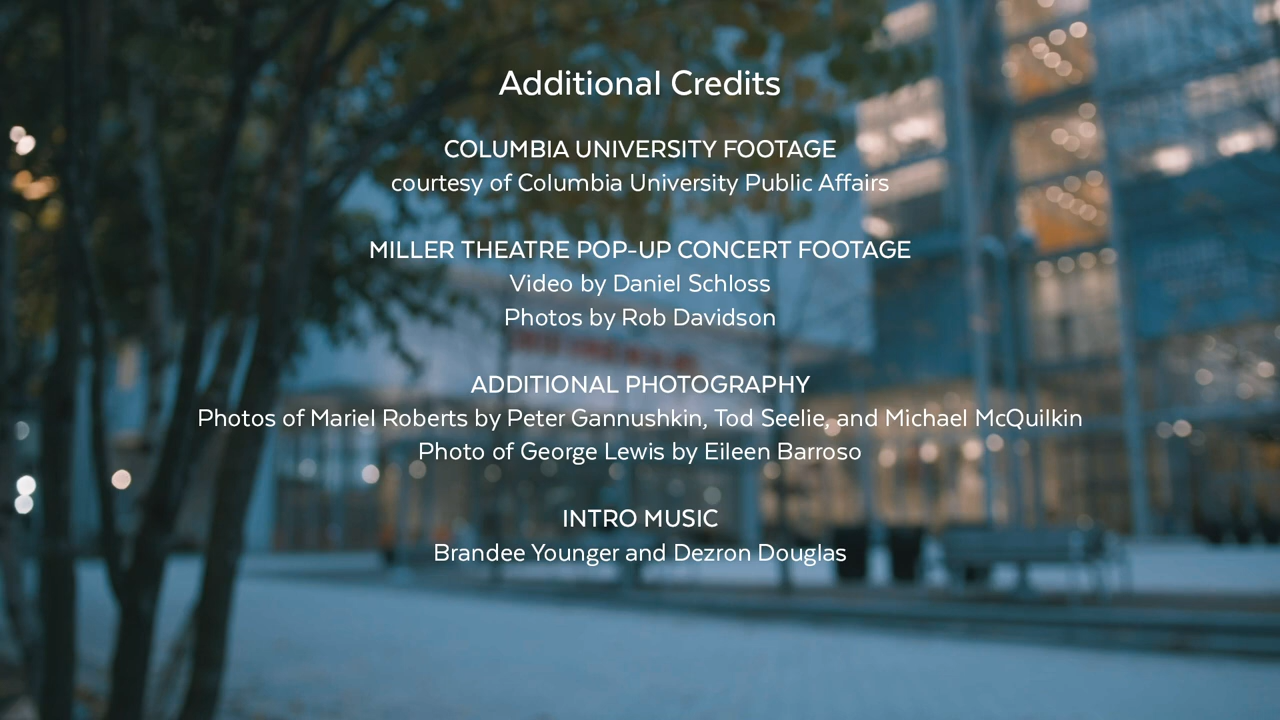 Additional Credits
COLUMBIA UNIVERSITY FOOTAGE
courtesy of Columbia University Public Affairs
MILLER THEATRE POP-UP CONCERT FOOTAGE
Video by Daniel Schloss
Photos by Rob Davidson
ADDITIONAL PHOTOGRAPHY
Photos of Mariel Roberts by Peter Gannushkin, Tod Seelie, and Michael McQuilkin
Photo of George Lewis by Eileen Barroso
INTRO MUSIC
Brandee Younger and Dezron Douglas